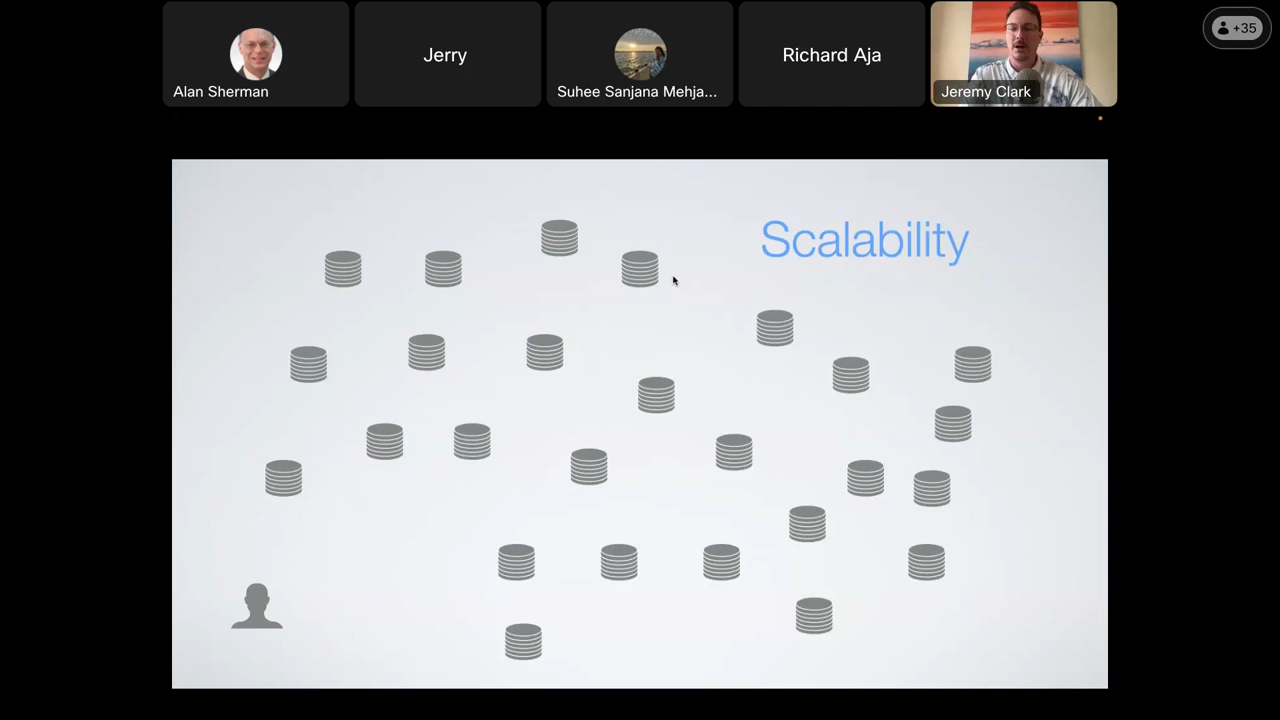 Alan Sherman
Jerry
Suhee Sanjana Mehja...
Richard Aja
Jeremy Clark
+35
Scalability